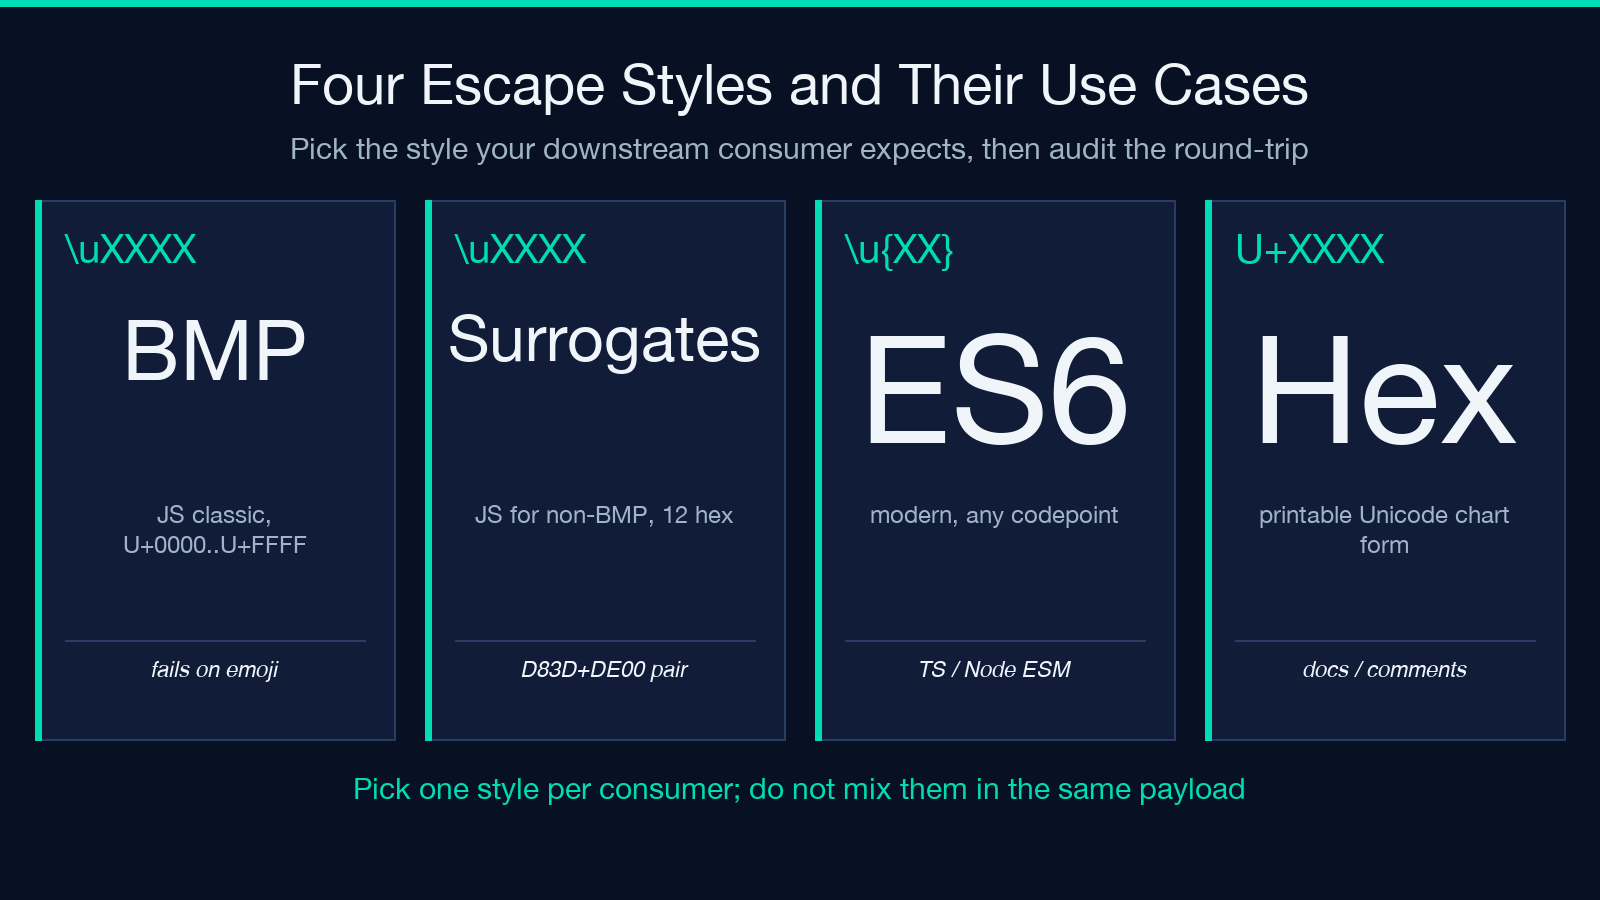 Four Escape Styles and Their Use Cases
Pick the style your downstream consumer expects, then audit the round-trip
\uXXXX
BMP
JS classic,
U+0000..U+FFFF
fails on emoji
\uXXXX
Surrogates
JS for non-BMP, 12 hex
D83D+DE00 pair
\u{XX}
ES6
modern, any codepoint
TS / Node ESM
U+XXXX
Hex
printable Unicode chart
form
docs / comments
Pick one style per consumer; do not mix them in the same payload